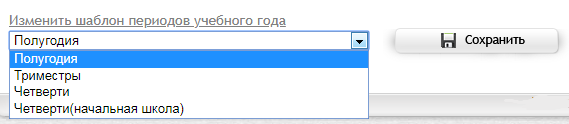 Изменить шаблон периодов учебного года
Полугодия
Сохранить
Полугодия
Триместры
Четверти
Четверти(начальная школа)